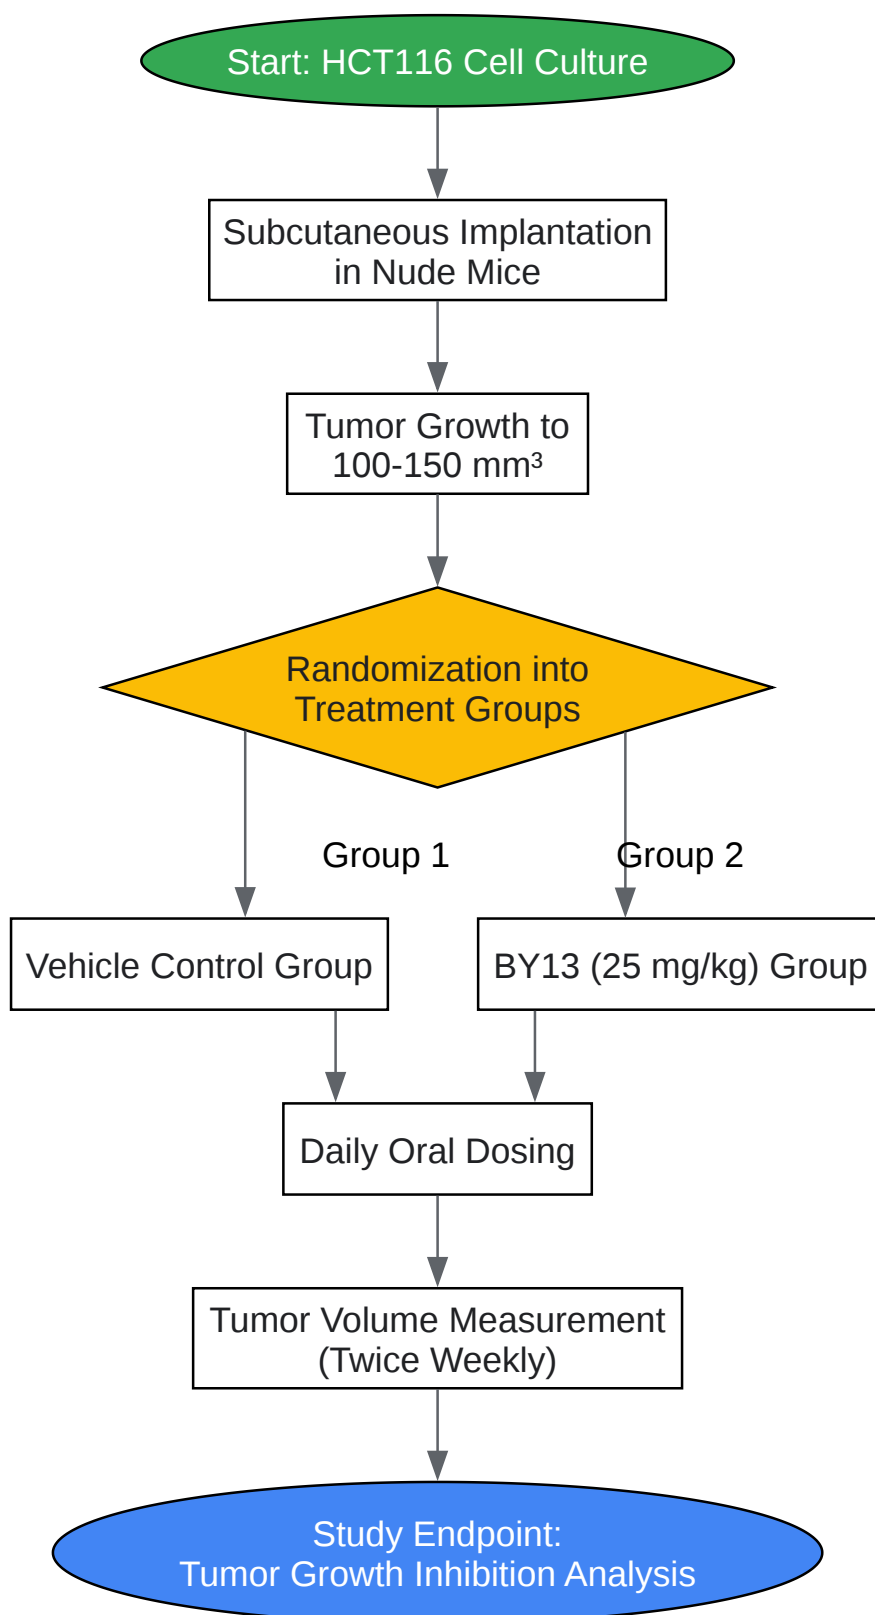 Start: HCT116 Cell Culture
Subcutaneous Implantation
in Nude Mice
Tumor Growth to
100-150 mm³
Randomization into
Treatment Groups
Group 1
Group 2
Vehicle Control Group
BY13 (25 mg/kg) Group
Daily Oral Dosing
Tumor Volume Measurement
(Twice Weekly)
Study Endpoint:
Tumor Growth Inhibition Analysis